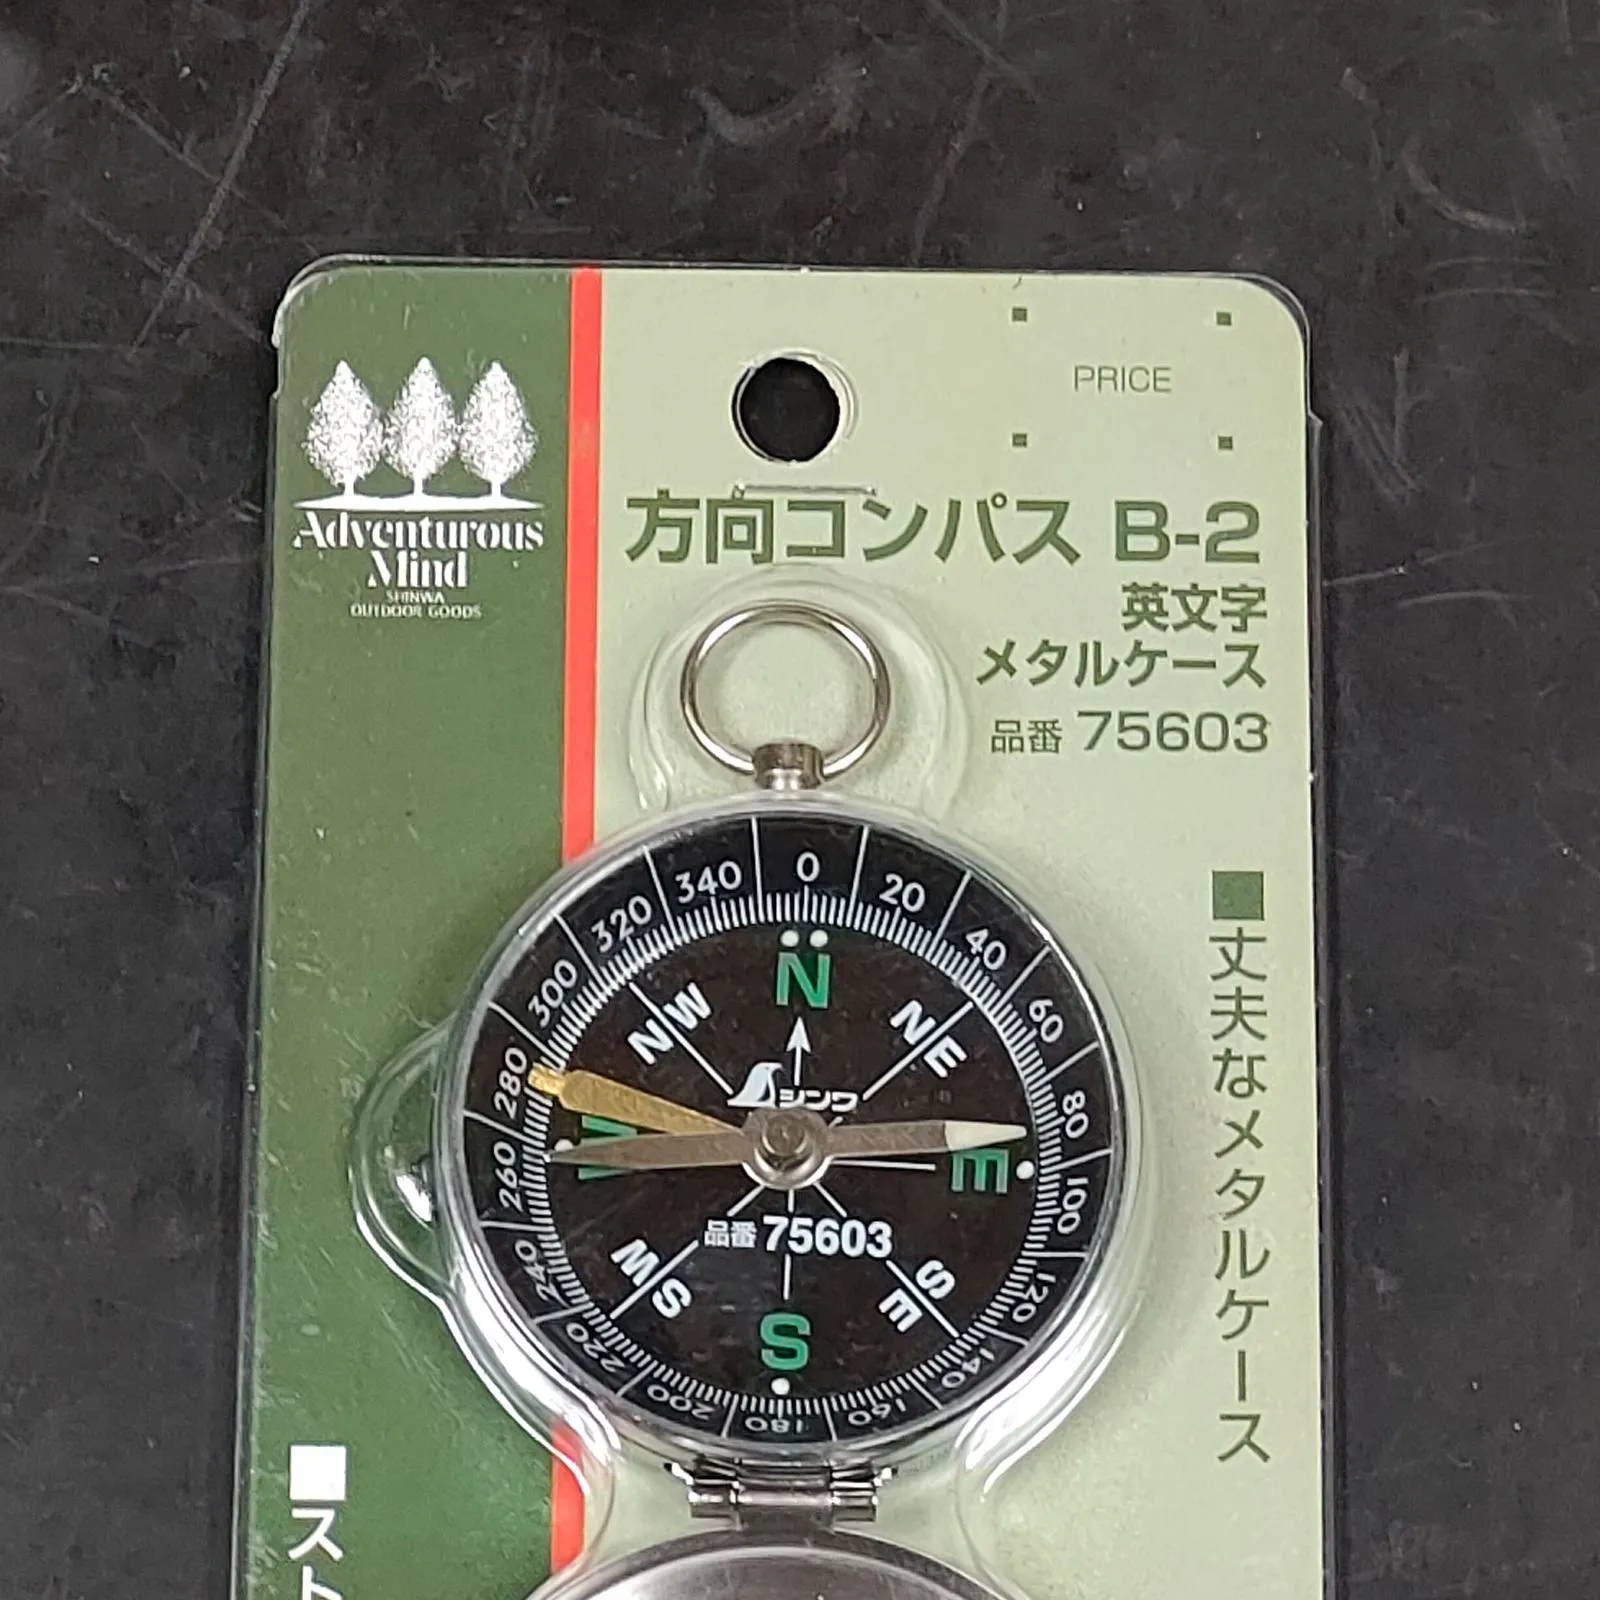 PRICE
Adventurous
Mind
SHINWA
OUTDOOR GOODS
方向コンパス B-2
英文字
メタルケース
品番 75603
■丈夫なメタルケース
0
20
40
60
80
100
120
140
160
180
200
220
240
260
280
300
320
340
N
NE
E
SE
S
SW
W
NW
シンワ
品番 75603
■スト